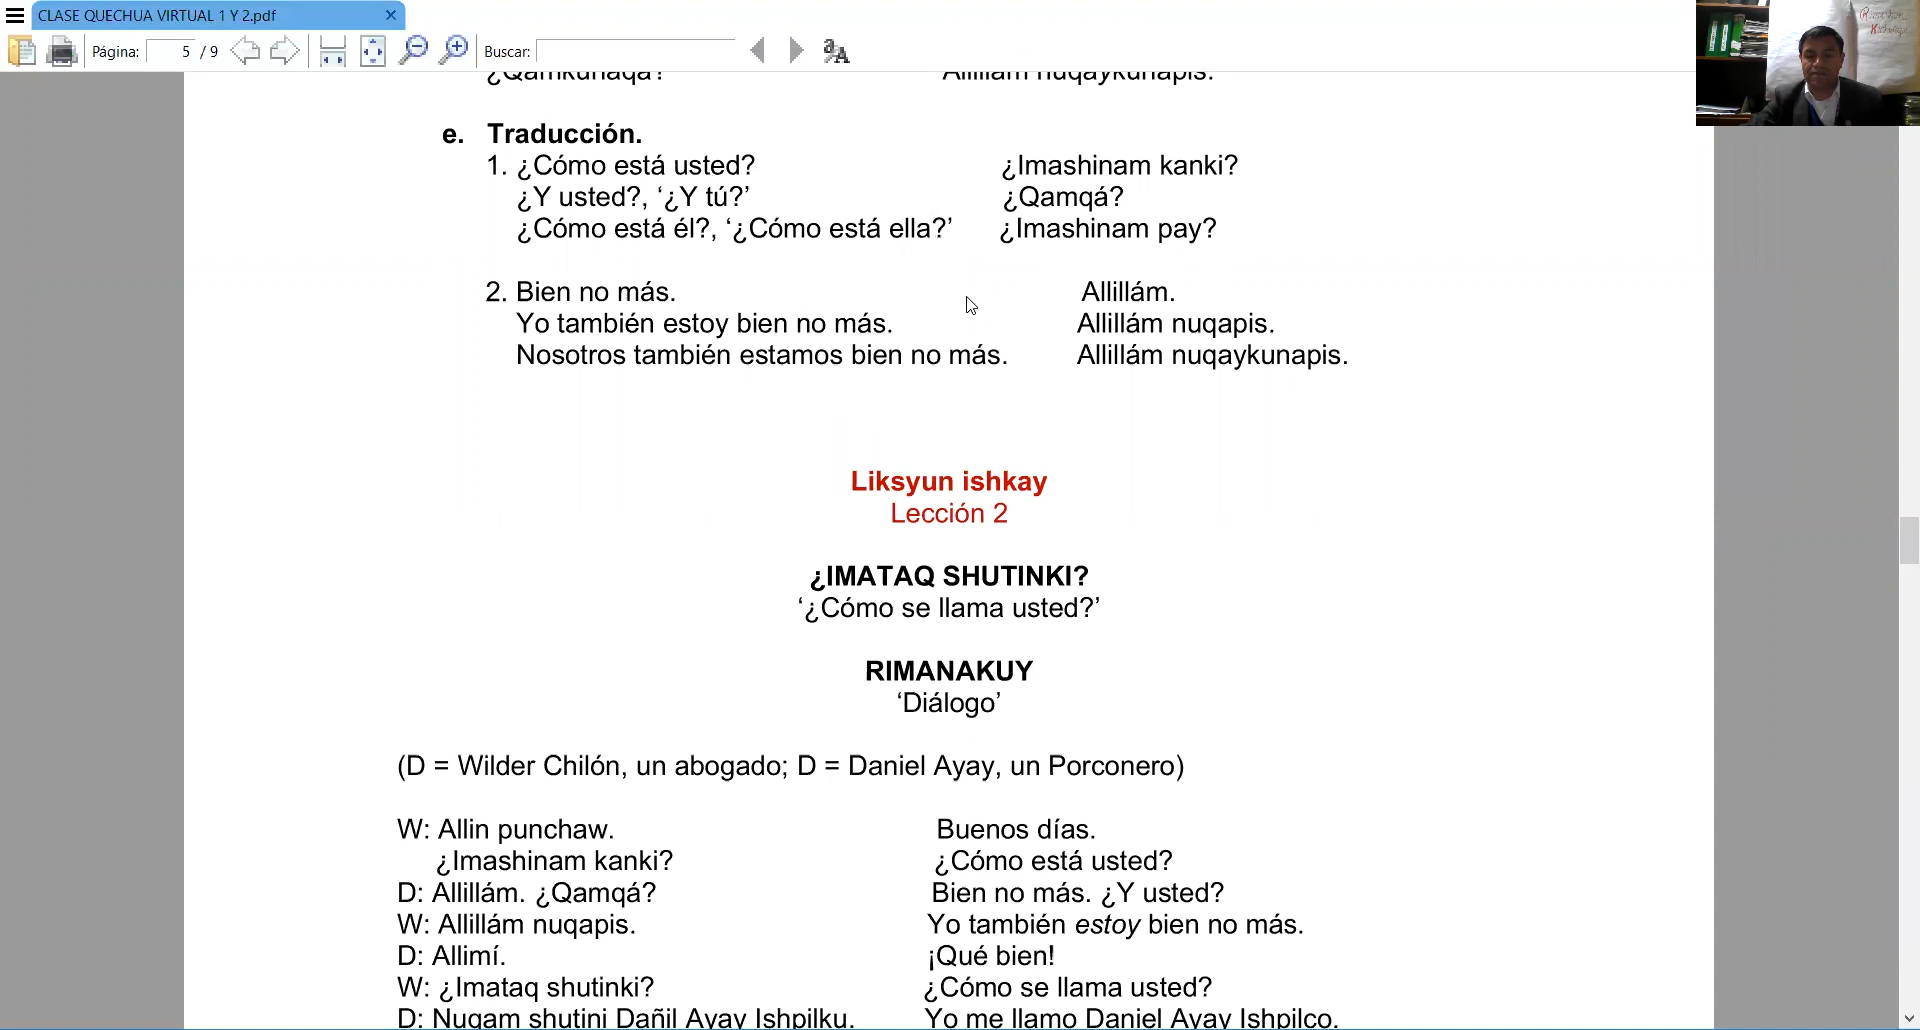 CLASE QUECHUA VIRTUAL 1 Y 2.pdf
Página: 5 / 9 Buscar:
¿Qamkunaqa? Allillám nuqaykunapis.
e. Traducción.
1. ¿Cómo está usted? ¿Imashinam kanki?
¿Y usted?, ‘¿Y tú?’ ¿Qamqá?
¿Cómo está él?, ‘¿Cómo está ella?’ ¿Imashinam pay?
2. Bien no más. Allillám.
Yo también estoy bien no más. Allillám nuqapis.
Nosotros también estamos bien no más. Allillám nuqaykunapis.
Liksyun ishkay
Lección 2
¿IMATAQ SHUTINKI?
‘¿Cómo se llama usted?’
RIMANAKUY
‘Diálogo’
(D = Wilder Chilón, un abogado; D = Daniel Ayay, un Porconero)
W: Allin punchaw. Buenos días.
¿Imashinam kanki? ¿Cómo está usted?
D: Allillám. ¿Qamqá? Bien no más. ¿Y usted?
W: Allillám nuqapis. Yo también estoy bien no más.
D: Allimí. ¡Qué bien!
W: ¿Imataq shutinki? ¿Cómo se llama usted?
D: Nuqam shutini Dañil Ayay Ishpilku. Yo me llamo Daniel Ayay Ishpilco.